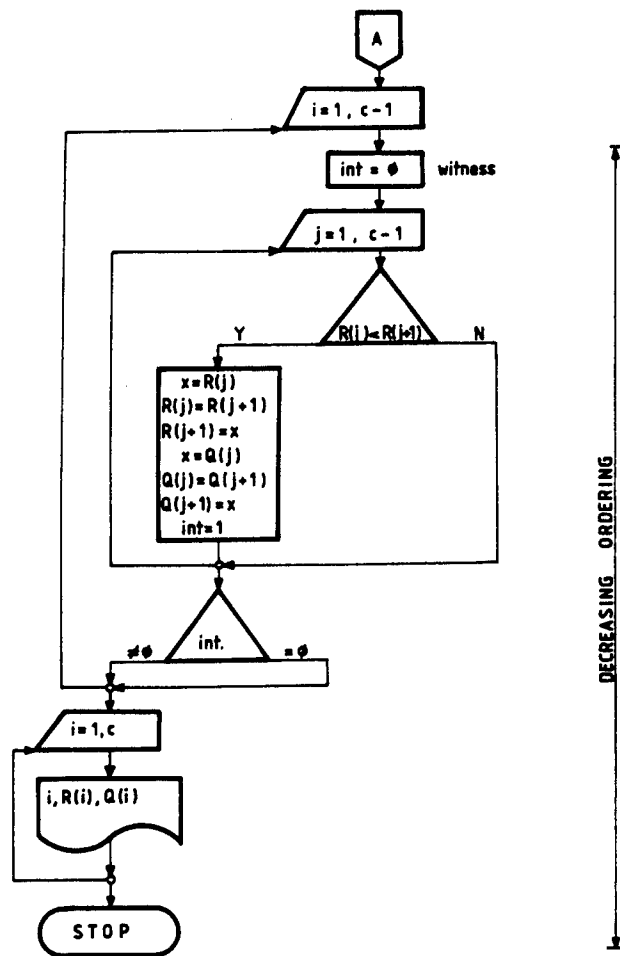 A
i=1, c-1
int = ø witness
j=1, c-1
R(j)<R(j+1)
Y N
x=R(j)
R(j)=R(j+1)
R(j+1)=x
x=Q(j)
Q(j)=Q(j+1)
Q(j+1)=x
int=1
≠ø int. =ø
i=1,c
i,R(i),Q(i)
STOP
DECREASING ORDERING